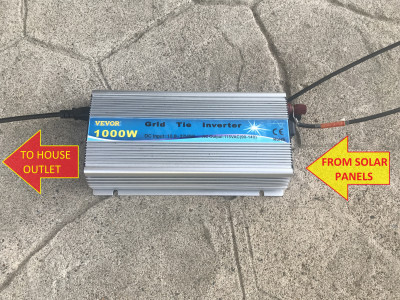 VEVOR
Grid Tie Inverter
1000W
TO HOUSE
OUTLET
FROM SOLAR
PANELS
CE